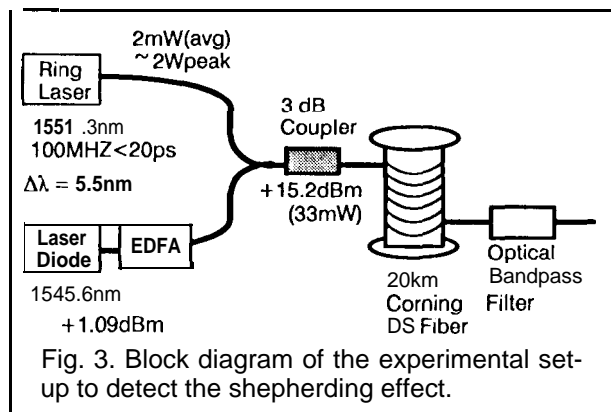 2mW(avg)
~2Wpeak
Ring
Laser
3 dB
Coupler
1551 .3nm
100MHZ<20ps
Δλ = 5.5nm
+15.2dBm
(33mW)
Laser
Diode
EDFA
1545.6nm
+1.09dBm
20km
Corning
DS Fiber
Optical
Bandpass
Filter
Fig. 3. Block diagram of the experimental set-
up to detect the shepherding effect.